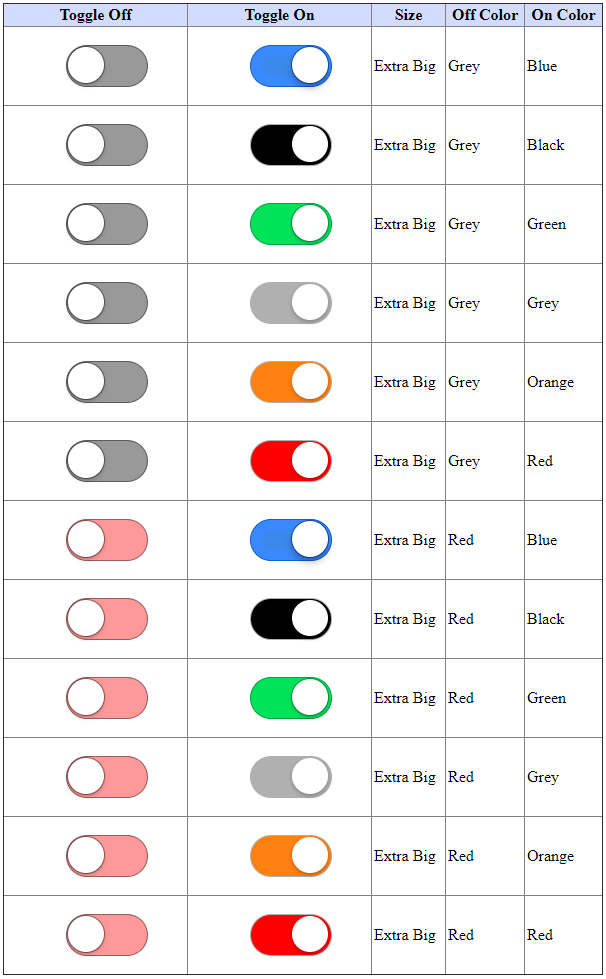 Toggle Off Toggle On Size Off Color On Color
Extra Big Grey Blue
Extra Big Grey Black
Extra Big Grey Green
Extra Big Grey Grey
Extra Big Grey Orange
Extra Big Grey Red
Extra Big Red Blue
Extra Big Red Black
Extra Big Red Green
Extra Big Red Grey
Extra Big Red Orange
Extra Big Red Red